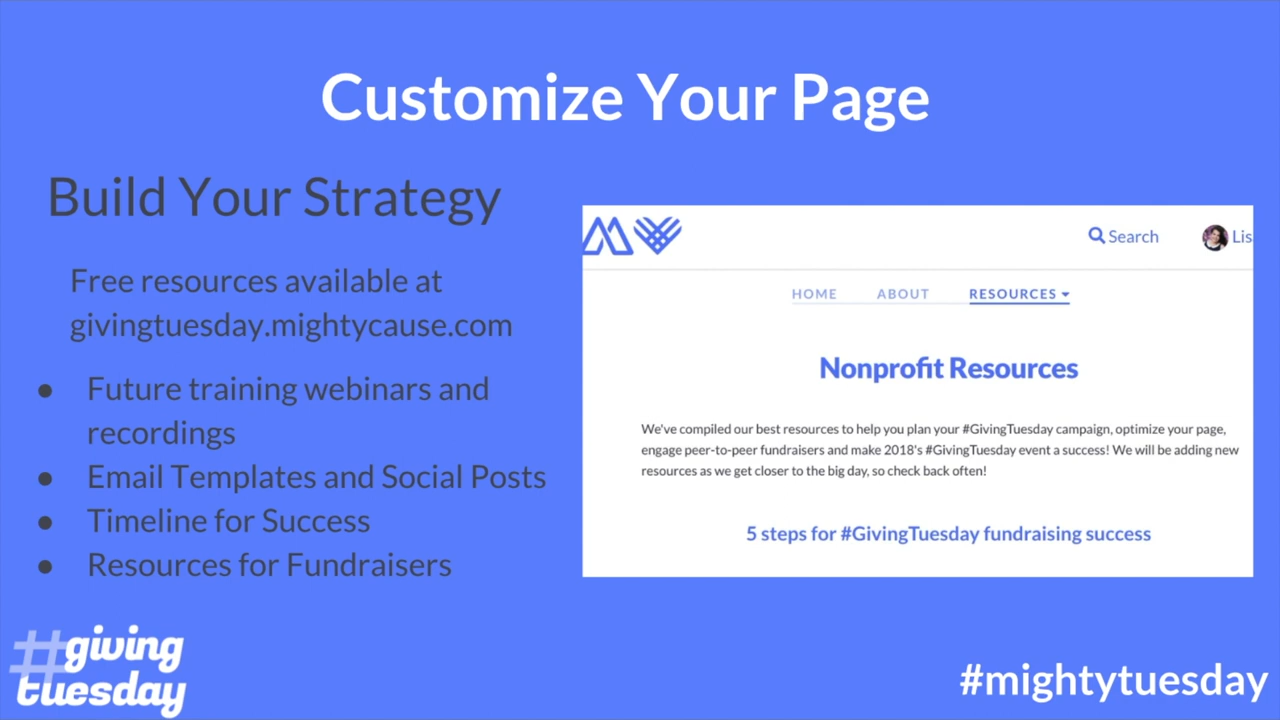 Customize Your Page
Build Your Strategy
Free resources available at
givingtuesday.mightycause.com
● Future training webinars and
recordings
● Email Templates and Social Posts
● Timeline for Success
● Resources for Fundraisers
Search
Lis
HOME ABOUT RESOURCES
Nonprofit Resources
We've compiled our best resources to help you plan your #GivingTuesday campaign, optimize your page,
engage peer-to-peer fundraisers and make 2018's #GivingTuesday event a success! We will be adding new
resources as we get closer to the big day, so check back often!
5 steps for #GivingTuesday fundraising success
#giving
tuesday
#mightytuesday